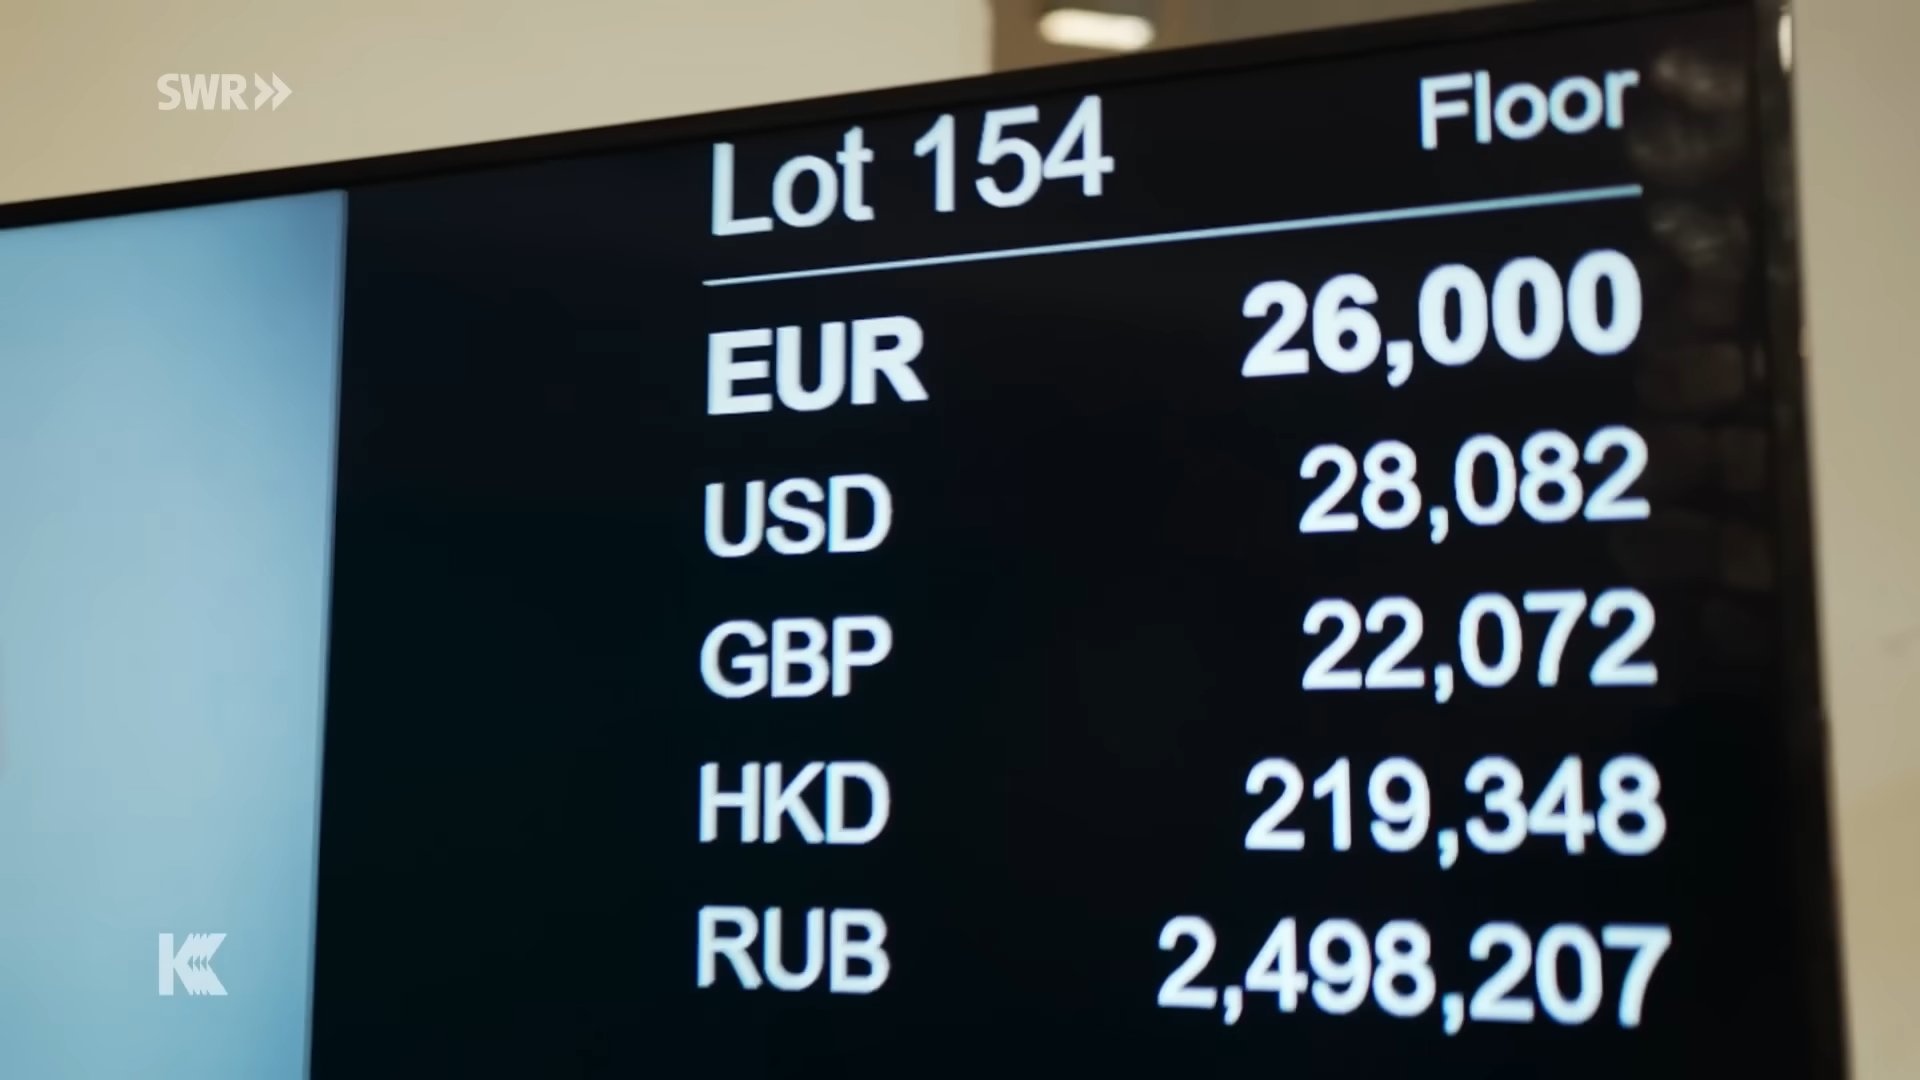 SWR»
Lot 154 Floor
EUR 26,000
USD 28,082
GBP 22,072
HKD 219,348
RUB 2,498,207
K